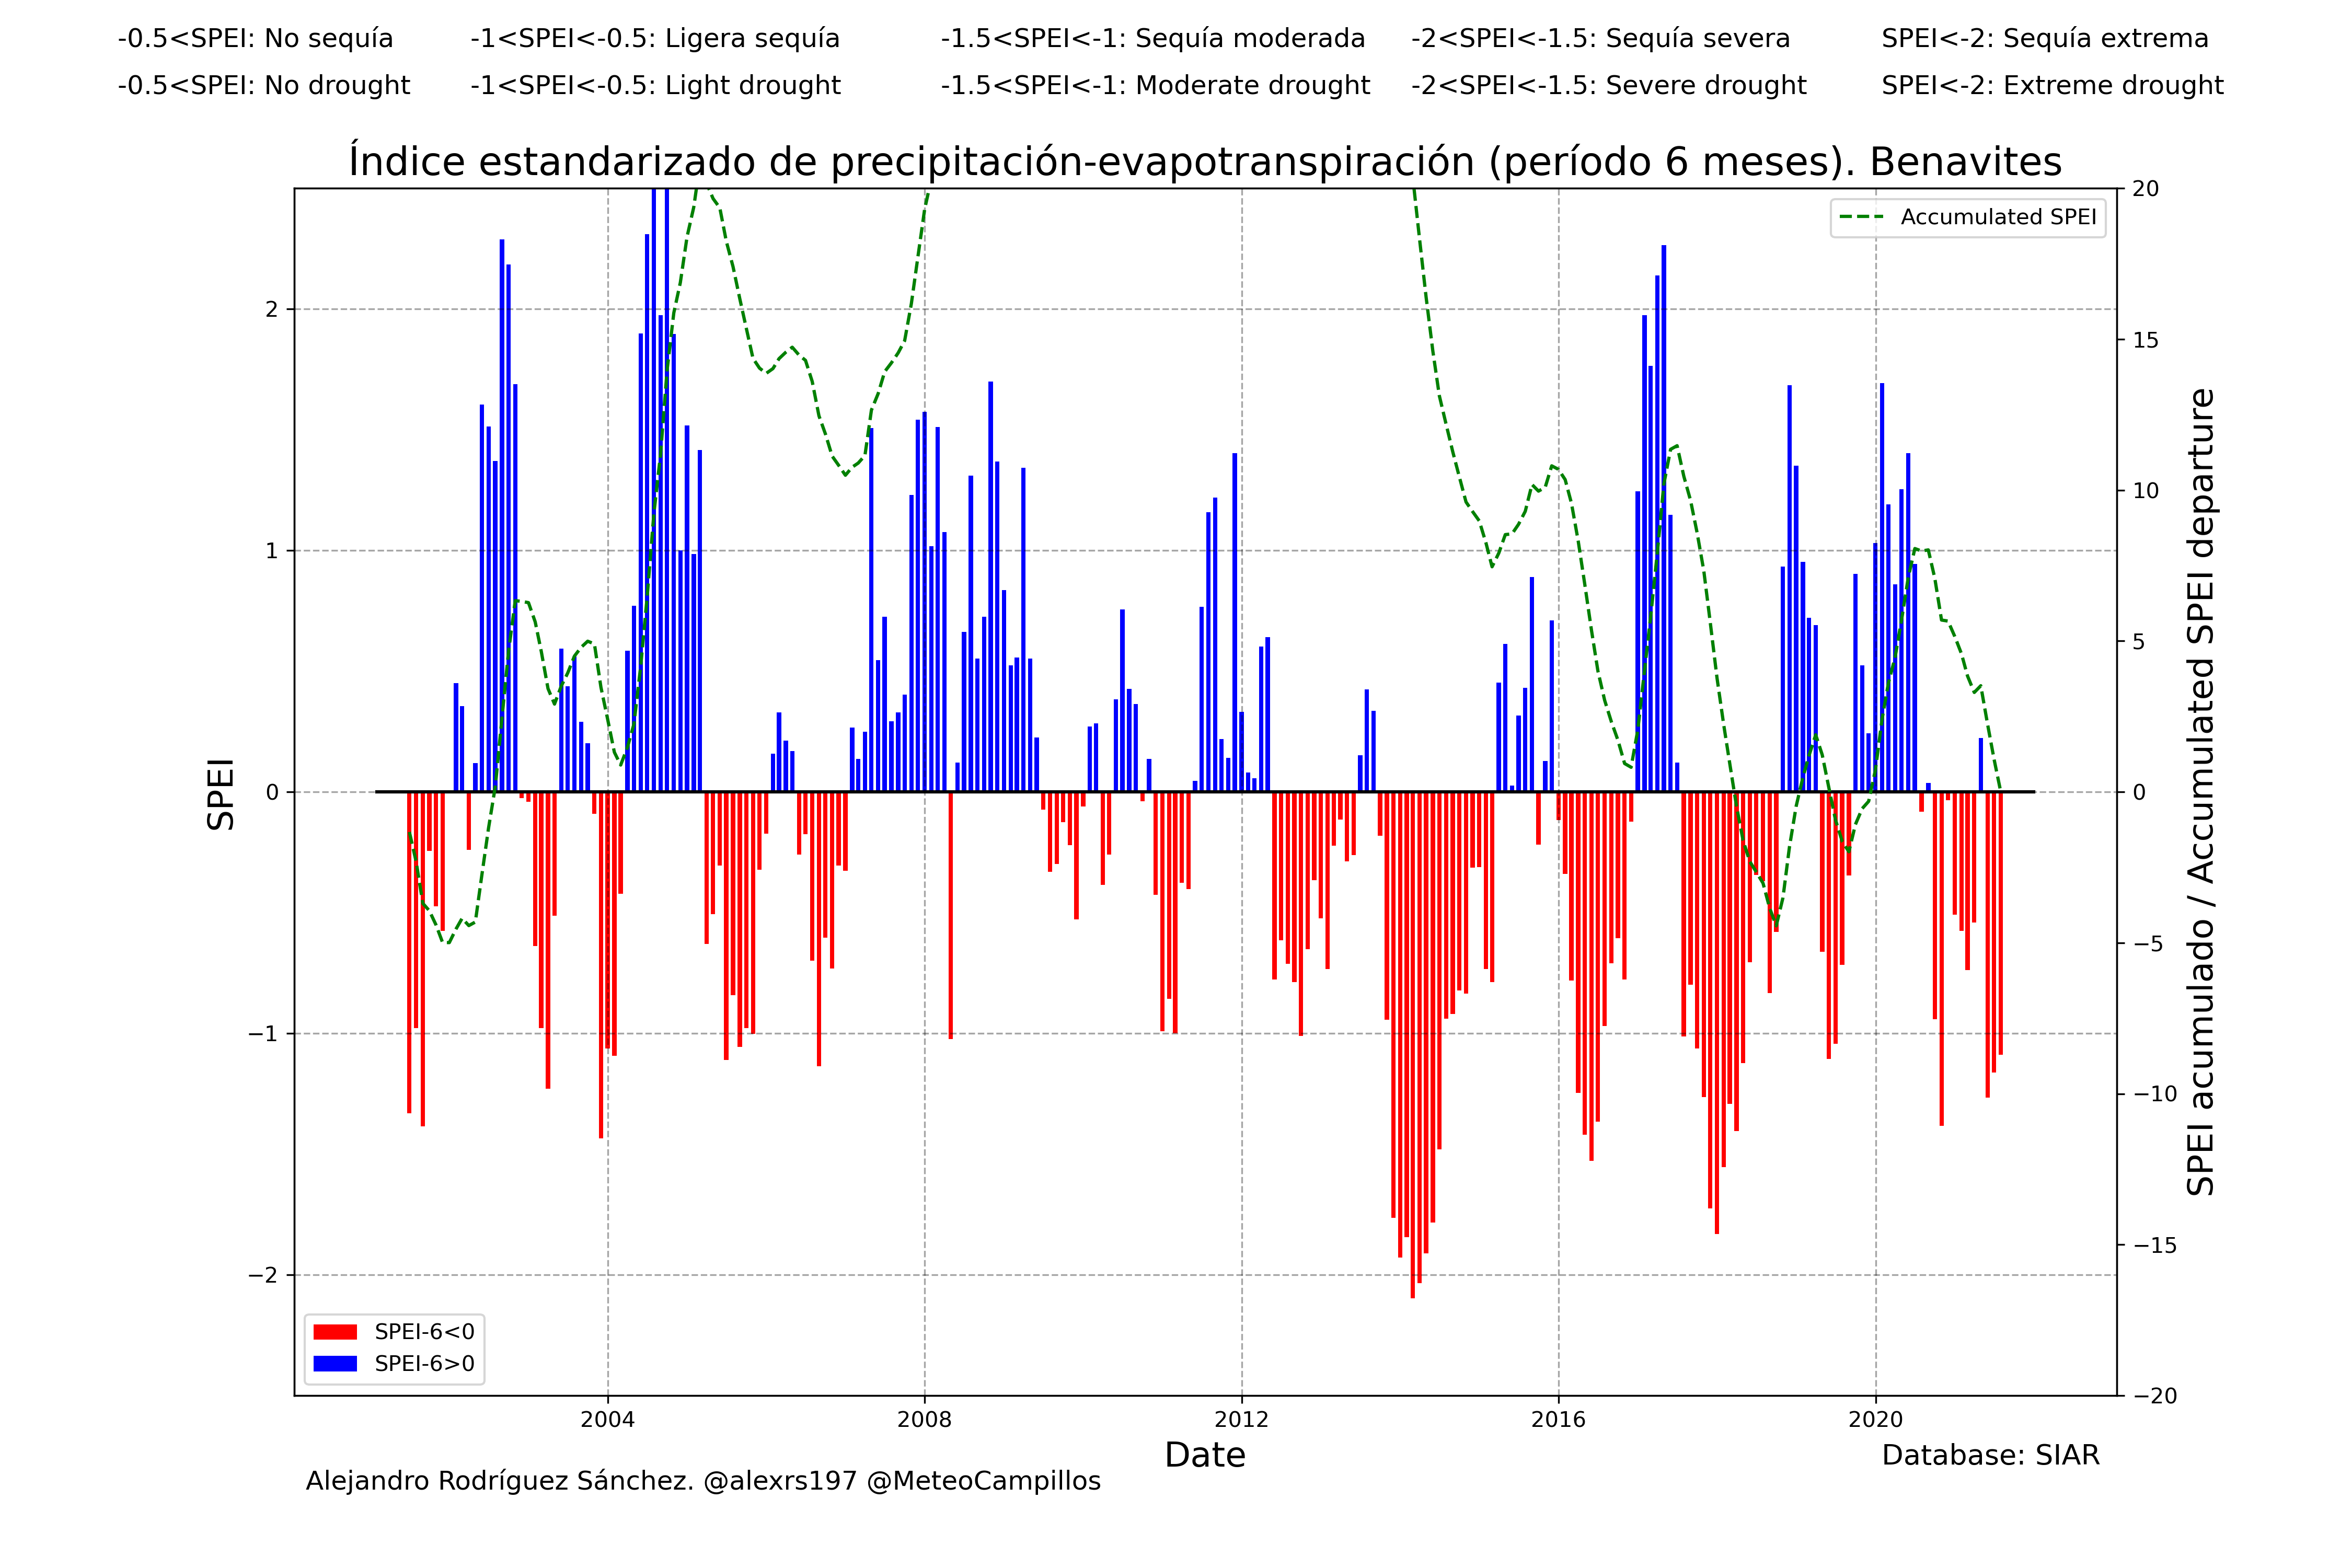 -0.5<SPEI: No sequía -1<SPEI<-0.5: Ligera sequía -1.5<SPEI<-1: Sequía moderada -2<SPEI<-1.5: Sequía severa SPEI<-2: Sequía extrema
-0.5<SPEI: No drought -1<SPEI<-0.5: Light drought -1.5<SPEI<-1: Moderate drought -2<SPEI<-1.5: Severe drought SPEI<-2: Extreme drought
Índice estandarizado de precipitación-evapotranspiración (período 6 meses). Benavites
Accumulated SPEI
SPEI
2
1
0
−1
−2
20
15
10
5
0
−5
−10
−15
−20
SPEI acumulado / Accumulated SPEI departure
SPEI-6<0
SPEI-6>0
2004 2008 2012 2016 2020
Date
Database: SIAR
Alejandro Rodríguez Sánchez. @alexrs197 @MeteoCampillos